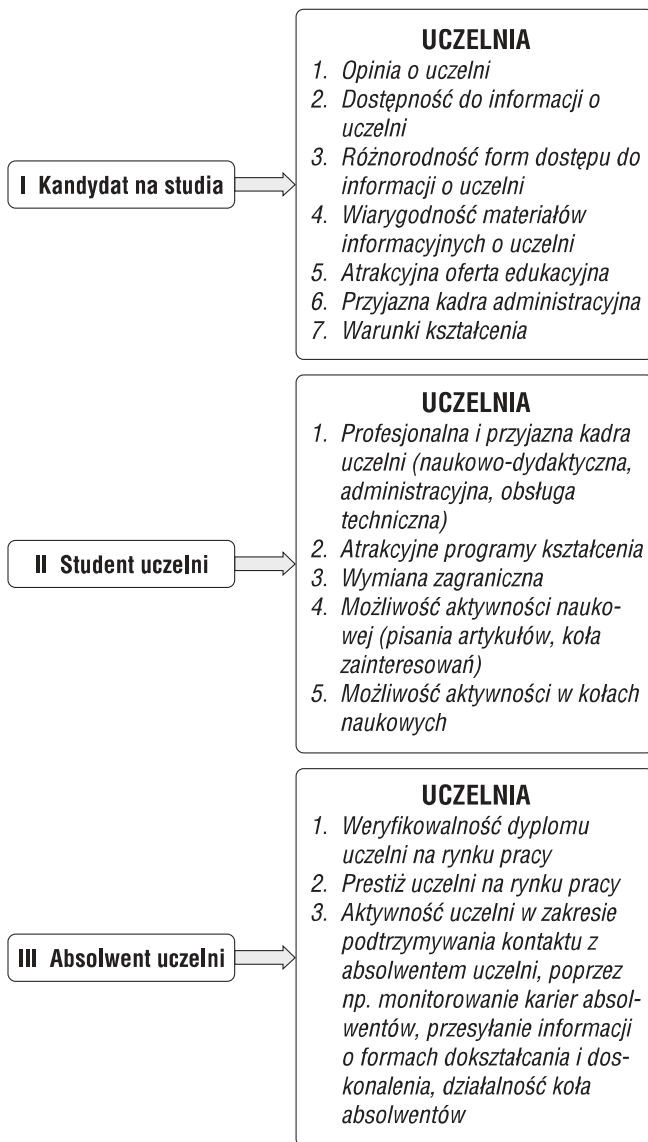 UCZELNIA
1. Opinia o uczelni
2. Dostępność do informacji o
uczelni
3. Różnorodność form dostępu do
informacji o uczelni
4. Wiarygodność materiałów
informacyjnych o uczelni
5. Atrakcyjna oferta edukacyjna
6. Przyjazna kadra administracyjna
7. Warunki kształcenia
I Kandydat na studia
UCZELNIA
1. Profesjonalna i przyjazna kadra
uczelni (naukowo-dydaktyczna,
administracyjna, obsługa
techniczna)
2. Atrakcyjne programy kształcenia
3. Wymiana zagraniczna
4. Możliwość aktywności nauko-
wej (pisania artykułów, koła
zainteresowań)
5. Możliwość aktywności w kołach
naukowych
II Student uczelni
UCZELNIA
1. Weryfikowalność dyplomu
uczelni na rynku pracy
2. Prestiż uczelni na rynku pracy
3. Aktywność uczelni w zakresie
podtrzymywania kontaktu z
absolwentem uczelni, poprzez
np. monitorowanie karier absol-
wentów, przesyłanie informacji
o formach dokształcania i dos-
konalenia, działalność koła
absolwentów
III Absolwent uczelni